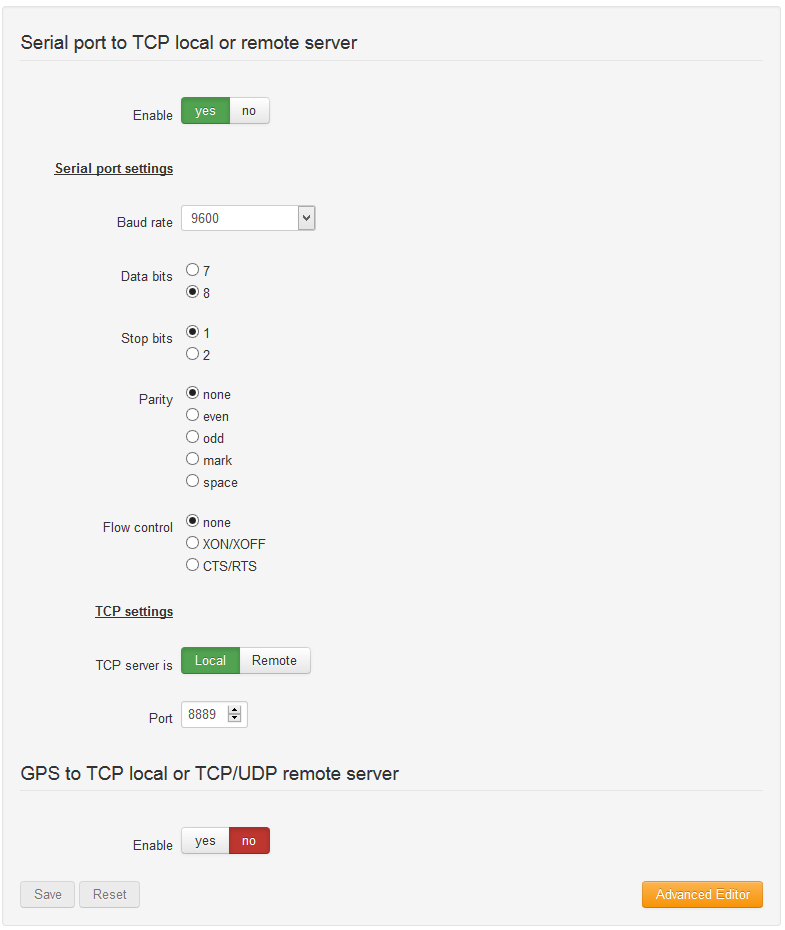 Serial port to TCP local or remote server
Enable yes no
Serial port settings
Baud rate 9600
Data bits 7
8
Stop bits 1
2
Parity none
even
odd
mark
space
Flow control none
XON/XOFF
CTS/RTS
TCP settings
TCP server is Local Remote
Port 8889
GPS to TCP local or TCP/UDP remote server
Enable yes no
Save Reset Advanced Editor